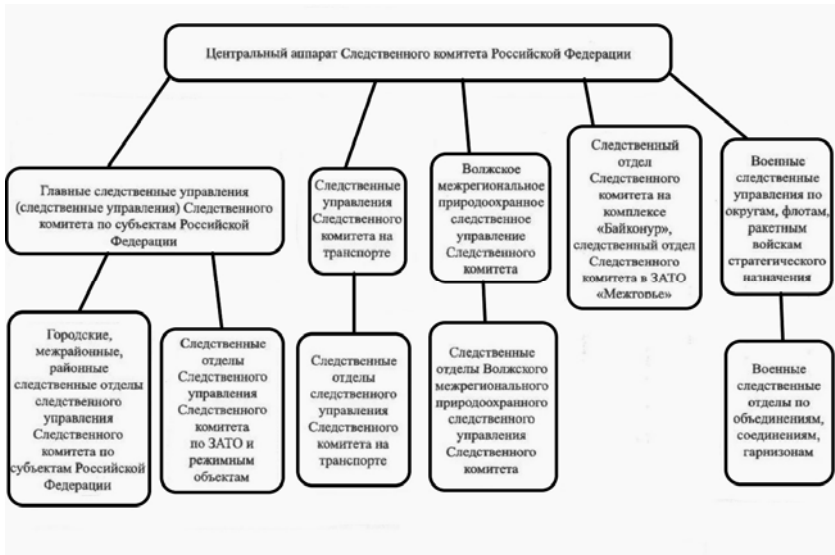 Центральный аппарат Следственного комитета Российской Федерации
Главные следственные управления
(следственные управления) Следственного
комитета по субъектам Российской
Федерации
Следственные
управления
Следственного
комитета на
транспорте
Волжское
межрегиональное
природоохранное
следственное
управление
Следственного
комитета
Следственный
отдел
Следственного
комитета на
комплексе
«Байконур»,
следственный отдел
Следственного
комитета в ЗАТО
«Межгорье»
Военные
следственные
управления по
округам, флотам,
ракетным
войскам
стратегического
назначения
Городские,
межрайонные,
районные
следственные отделы
следственного
управления
Следственного
комитета по
субъектам Российской
Федерации
Следственные
отделы
Следственного
управления
Следственного
комитета
по ЗАТО и
режимным
объектам
Следственные
отделы
следственного
управления
Следственного
комитета на
транспорте
Следственные
отделы Волжского
межрегионального
природоохранного
следственного
управления
Следственного
комитета
Военные
следственные
отделы по
объединениям,
соединениям,
гарнизонам